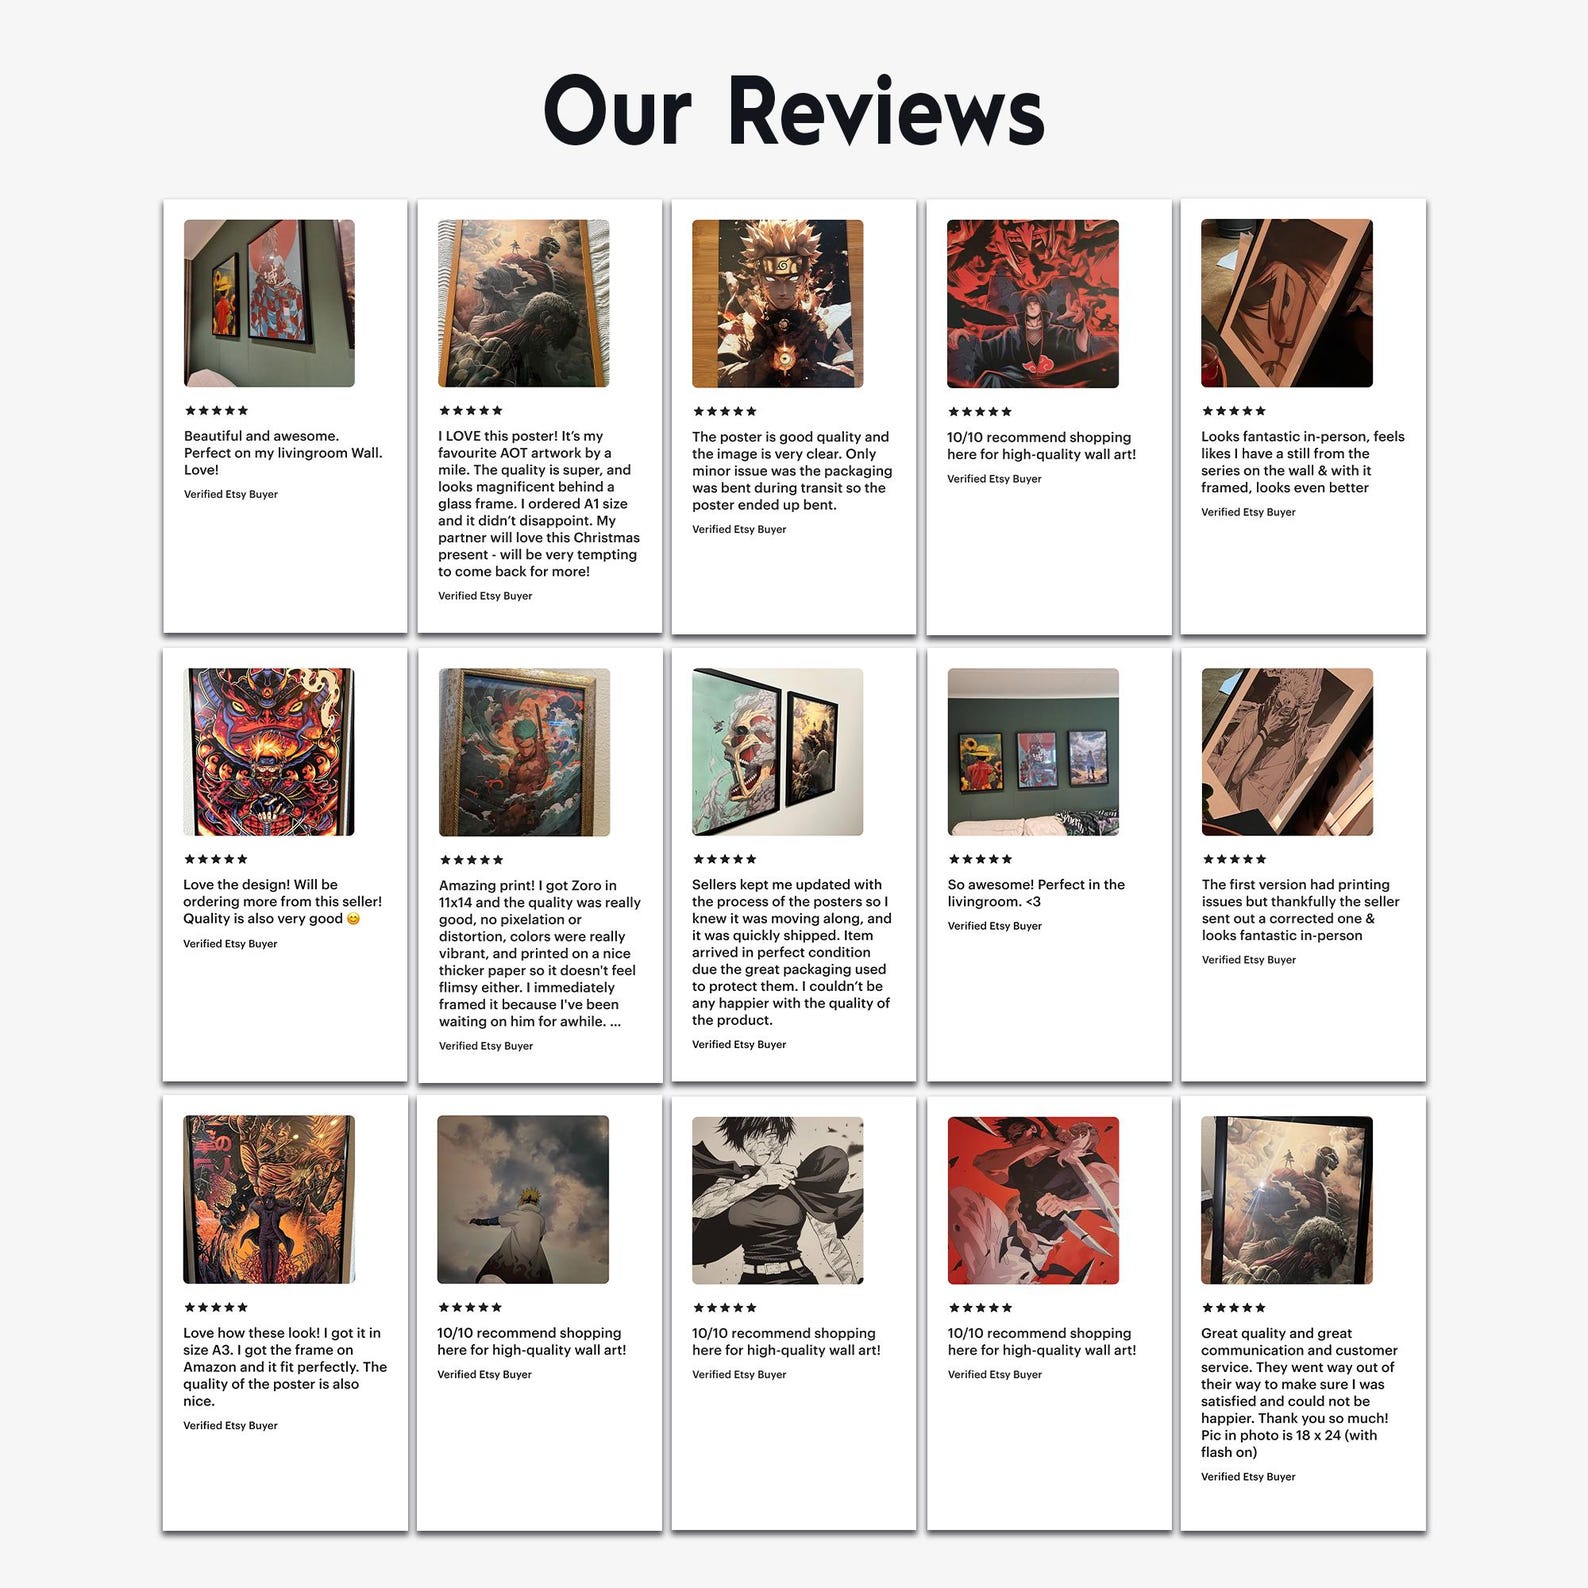 Our Reviews
★★★★★
Beautiful and awesome.
Perfect on my livingroom Wall.
Love!
Verified Etsy Buyer
★★★★★
I LOVE this poster! It's my
favourite AOT artwork by a
mile. The quality is super, and
looks magnificent behind a
glass frame. I ordered A1 size
and it didn't disappoint. My
partner will love this Christmas
present - will be very tempting
to come back for more!
Verified Etsy Buyer
★★★★★
The poster is good quality and
the image is very clear. Only
minor issue was the packaging
was bent during transit so the
poster ended up bent.
Verified Etsy Buyer
★★★★★
10/10 recommend shopping
here for high-quality wall art!
Verified Etsy Buyer
★★★★★
Looks fantastic in-person, feels
likes I have a still from the
series on the wall & with it
framed, looks even better
Verified Etsy Buyer
★★★★★
Love the design! Will be
ordering more from this seller!
Quality is also very good 😊
Verified Etsy Buyer
★★★★★
Amazing print! I got Zoro in
11x14 and the quality was really
good, no pixelation or
distortion, colors were really
vibrant, and printed on a nice
thicker paper so it doesn't feel
flimsy either. I immediately
framed it because I've been
waiting on him for awhile. ...
Verified Etsy Buyer
★★★★★
Sellers kept me updated with
the process of the posters so I
knew it was moving along, and
it was quickly shipped. Item
arrived in perfect condition
due the great packaging used
to protect them. I couldn't be
any happier with the quality of
the product.
Verified Etsy Buyer
★★★★★
So awesome! Perfect in the
livingroom. <3
Verified Etsy Buyer
★★★★★
The first version had printing
issues but thankfully the seller
sent out a corrected one &
looks fantastic in-person
Verified Etsy Buyer
★★★★★
Love how these look! I got it in
size A3. I got the frame on
Amazon and it fit perfectly. The
quality of the poster is also
nice.
Verified Etsy Buyer
★★★★★
10/10 recommend shopping
here for high-quality wall art!
Verified Etsy Buyer
★★★★★
10/10 recommend shopping
here for high-quality wall art!
Verified Etsy Buyer
★★★★★
10/10 recommend shopping
here for high-quality wall art!
Verified Etsy Buyer
★★★★★
Great quality and great
communication and customer
service. They went way out of
their way to make sure I was
satisfied and could not be
happier. Thank you so much!
Pic in photo is 18 x 24 (with
flash on)
Verified Etsy Buyer